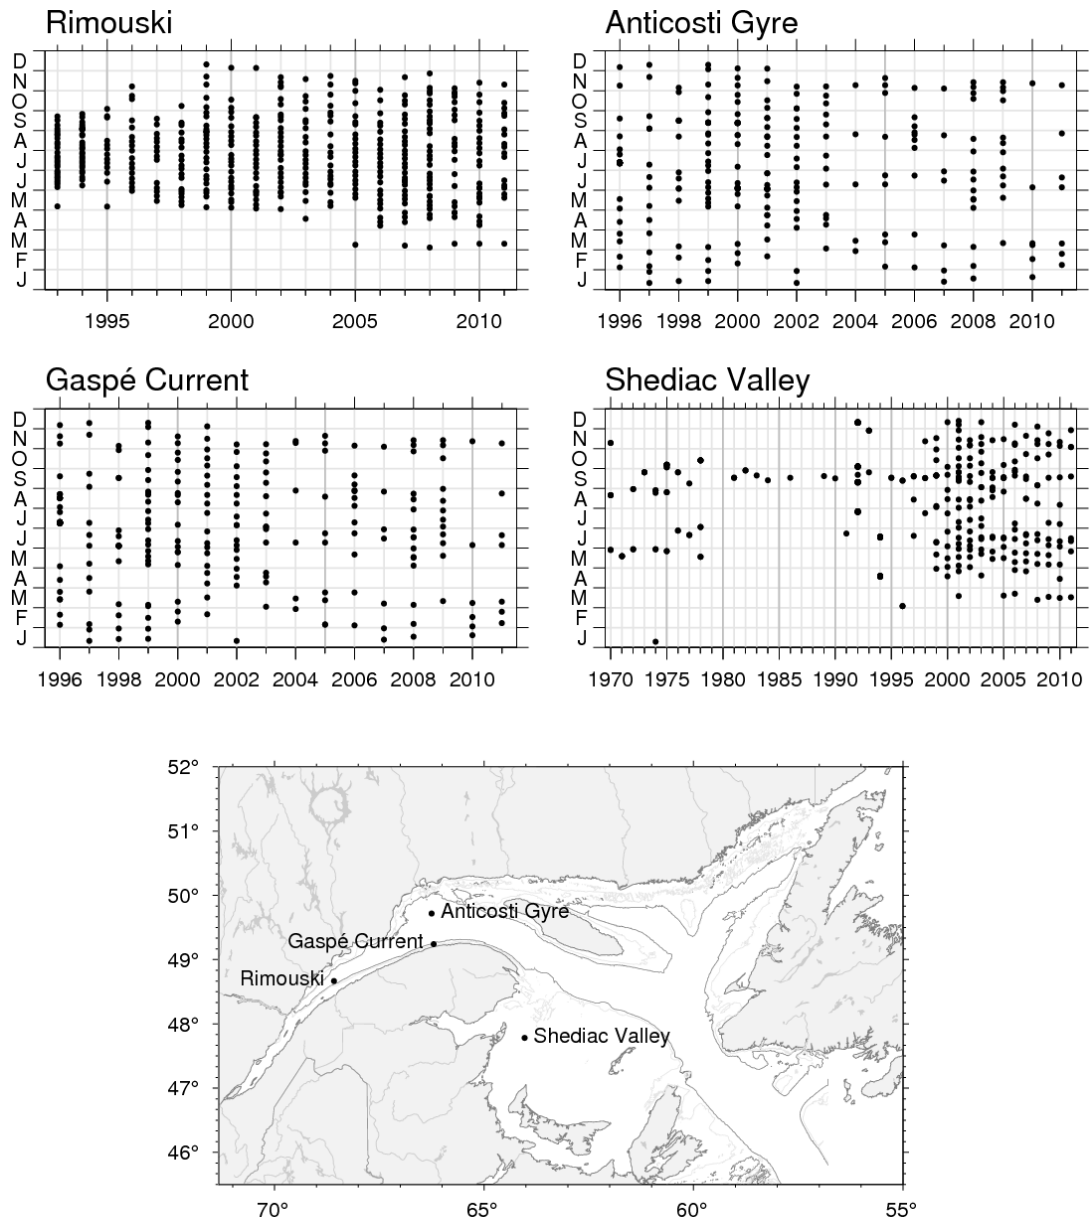 Rimouski
D
N
O
S
A
J
J
M
A
M
F
J
1995 2000 2005 2010
Anticosti Gyre
D
N
O
S
A
J
J
M
A
M
F
J
1996 1998 2000 2002 2004 2006 2008 2010
Gaspé Current
D
N
O
S
A
J
J
M
A
M
F
J
1996 1998 2000 2002 2004 2006 2008 2010
Shediac Valley
D
N
O
S
A
J
J
M
A
M
F
J
1970 1975 1980 1985 1990 1995 2000 2005 2010
52°
51°
50°
Anticosti Gyre
Gaspé Current
49°
Rimouski
48°
Shediac Valley
47°
46°
70° 65° 60° 55°